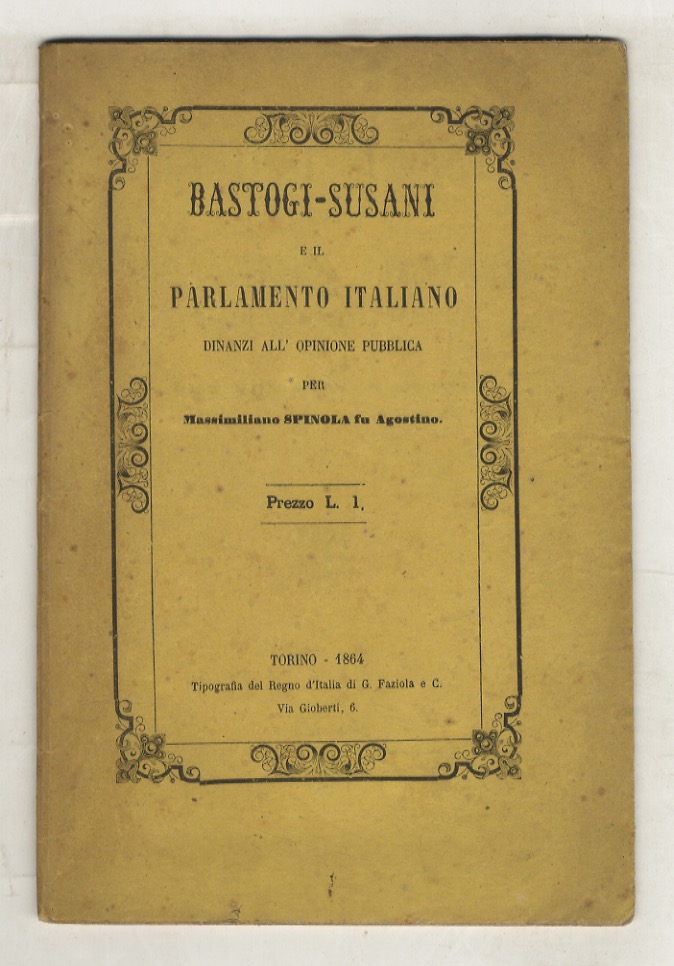 BASTOGI-SUSANI
E IL
PARLAMENTO ITALIANO
DINANZI ALL' OPINIONE PUBBLICA
PER
Massimiliano SPINOLA fu Agostino.
Prezzo L. 1.
TORINO - 1864
Tipografia del Regno d'Italia di G. Faziola e C.
Via Gioberti, 6.